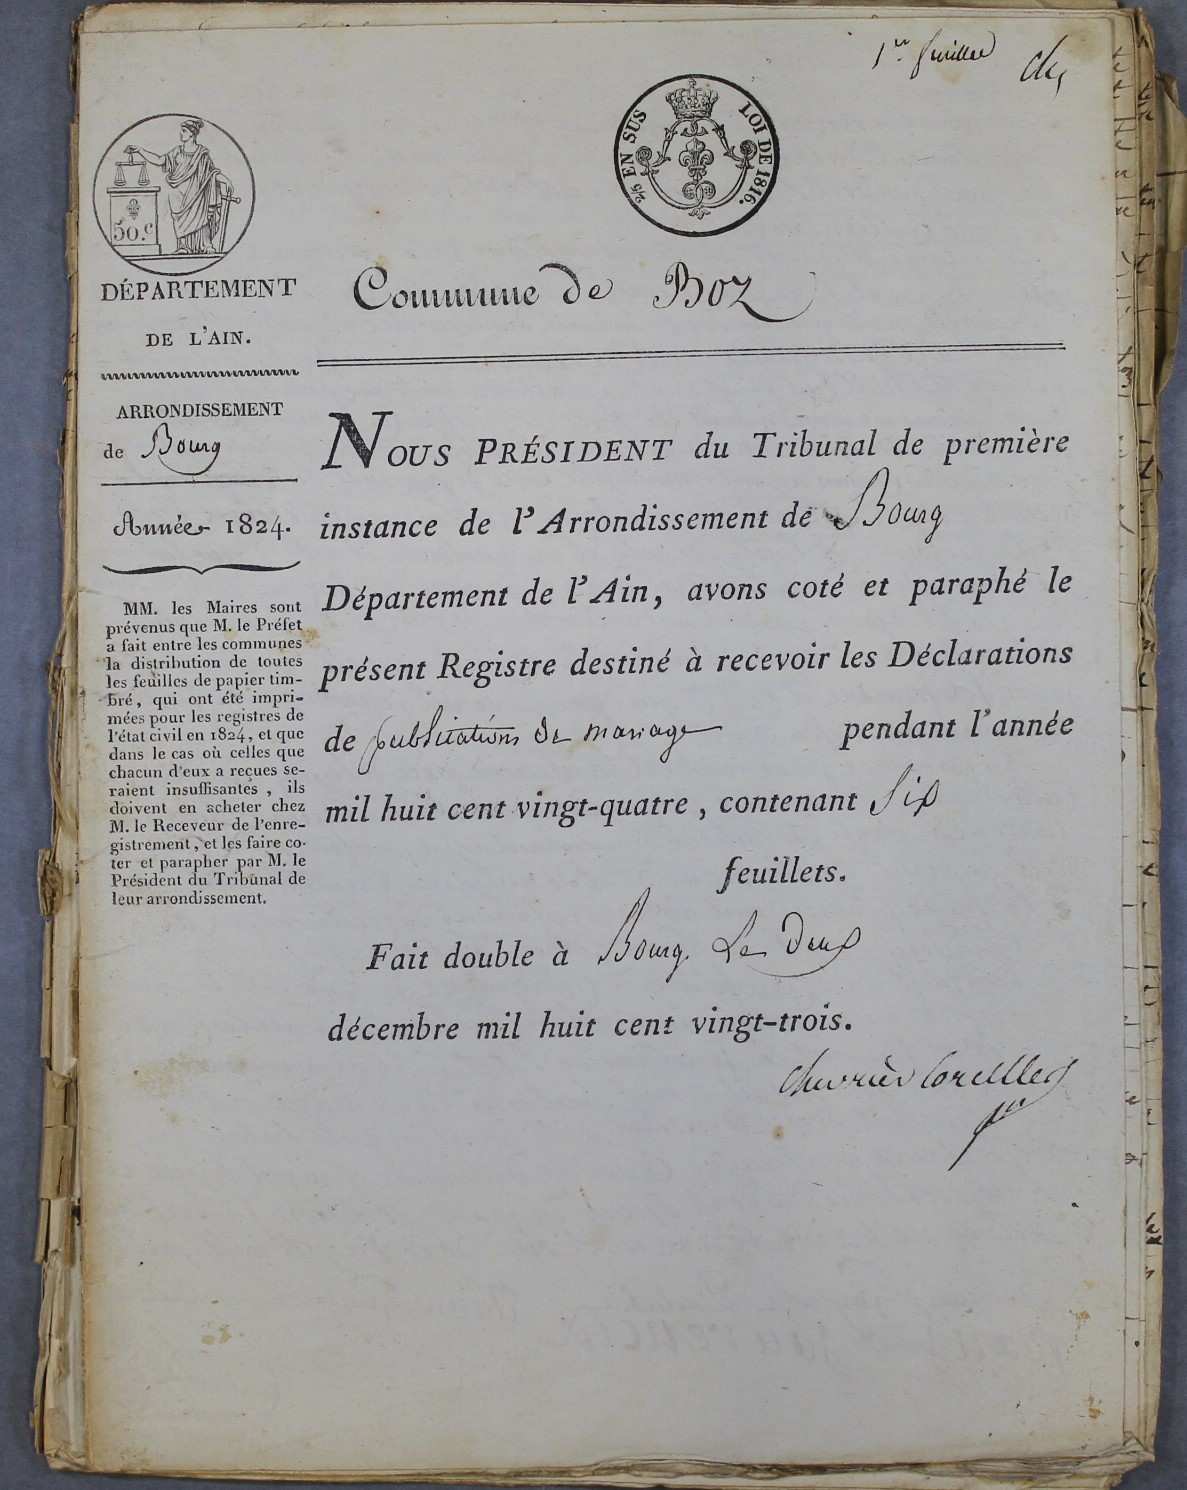 1er feuillet
2/5 EN SUS LOI DE 1816.
50.c
DÉPARTEMENT
DE L'AIN.
Commune de Boz
ARRONDISSEMENT
de Bourg
Année 1824.
MM. les Maires sont
prévenus que M. le Préfet
a fait entre les communes
la distribution de toutes
les feuilles de papier tim-
bré, qui ont été impri-
mées pour les registres de
l'état civil en 1824, et que
dans le cas où celles que
chacun d'eux a reçues se-
raient insuffisantes, ils
doivent en acheter chez
M. le Receveur de l'enre-
gistrement, et les faire co-
ter et parapher par M. le
Président du Tribunal de
leur arrondissement.
NOUS PRÉSIDENT du Tribunal de première
instance de l'Arrondissement de Bourg
Département de l'Ain, avons coté et paraphé le
présent Registre destiné à recevoir les Déclarations
de publications de mariage pendant l'année
mil huit cent vingt-quatre, contenant Six
feuillets.
Fait double à Bourg Le Deux
décembre mil huit cent vingt-trois.